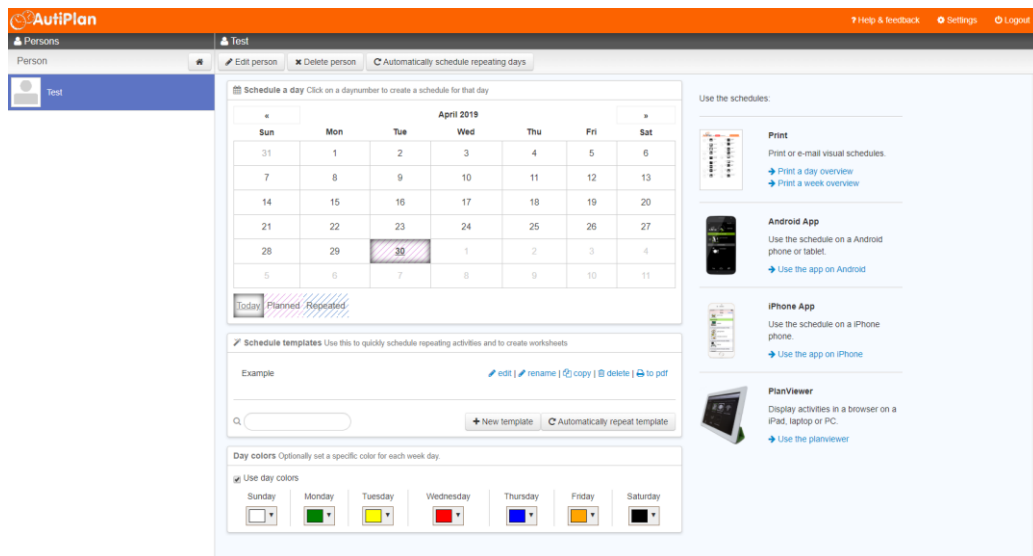 AutiPlan
? Help & feedback Settings Logout
Persons
Test
Person
Edit person Delete person Automatically schedule repeating days
Test
Schedule a day Click on a daynumber to create a schedule for that day
« April 2019 »
Sun Mon Tue Wed Thu Fri Sat
31 1 2 3 4 5 6
7 8 9 10 11 12 13
14 15 16 17 18 19 20
21 22 23 24 25 26 27
28 29 30 1 2 3 4
5 6 7 8 9 10 11
Today Planned Repeated
Schedule templates Use this to quickly schedule repeating activities and to create worksheets
Example edit | rename | copy | delete | to pdf
New template Automatically repeat template
Day colors Optionally set a specific color for each week day.
Use day colors
Sunday Monday Tuesday Wednesday Thursday Friday Saturday
Use the schedules:
Print
Print or e-mail visual schedules.
Print a day overview
Print a week overview
Android App
Use the schedule on a Android
phone or tablet.
Use the app on Android
iPhone App
Use the schedule on a iPhone
phone.
Use the app on iPhone
PlanViewer
Display activities in a browser on a
iPad, laptop or PC.
Use the planviewer